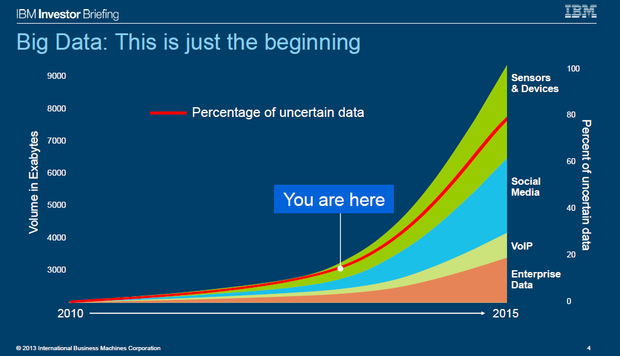 IBM Investor Briefing
IBM
Big Data: This is just the beginning
9000
8000
7000
6000
5000
4000
3000
Volume in Exabytes
Percentage of uncertain data
You are here
Sensors
& Devices
Social
Media
VoIP
Enterprise
Data
100
80
60
40
20
0
Percent of uncertain data
2010
2015
© 2013 International Business Machines Corporation
4